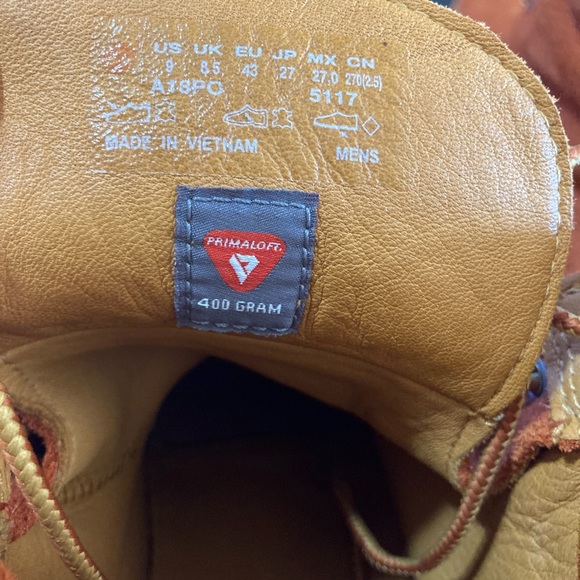 US UK EU JP MX CN
9 8.5 43 27 27.0 270(2.5)
A18PO 5117
MADE IN VIETNAM MENS
PRIMALOFT
400 GRAM